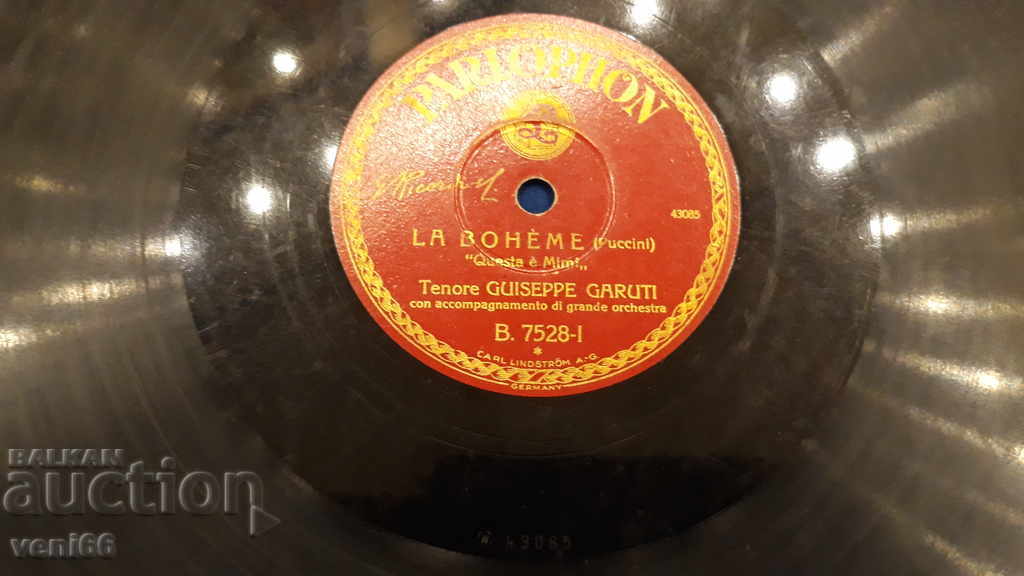 PARLOPHON
43085
LA BOHÈME (Puccini)
“Questa è Mimi„
Tenore GUISEPPE GARUTI
con accompagnamento di grande orchestra
B. 7528-I
*
CARL LINDSTRÖM A.-G.
GERMANY
43085
BALKAN
auction
veni66